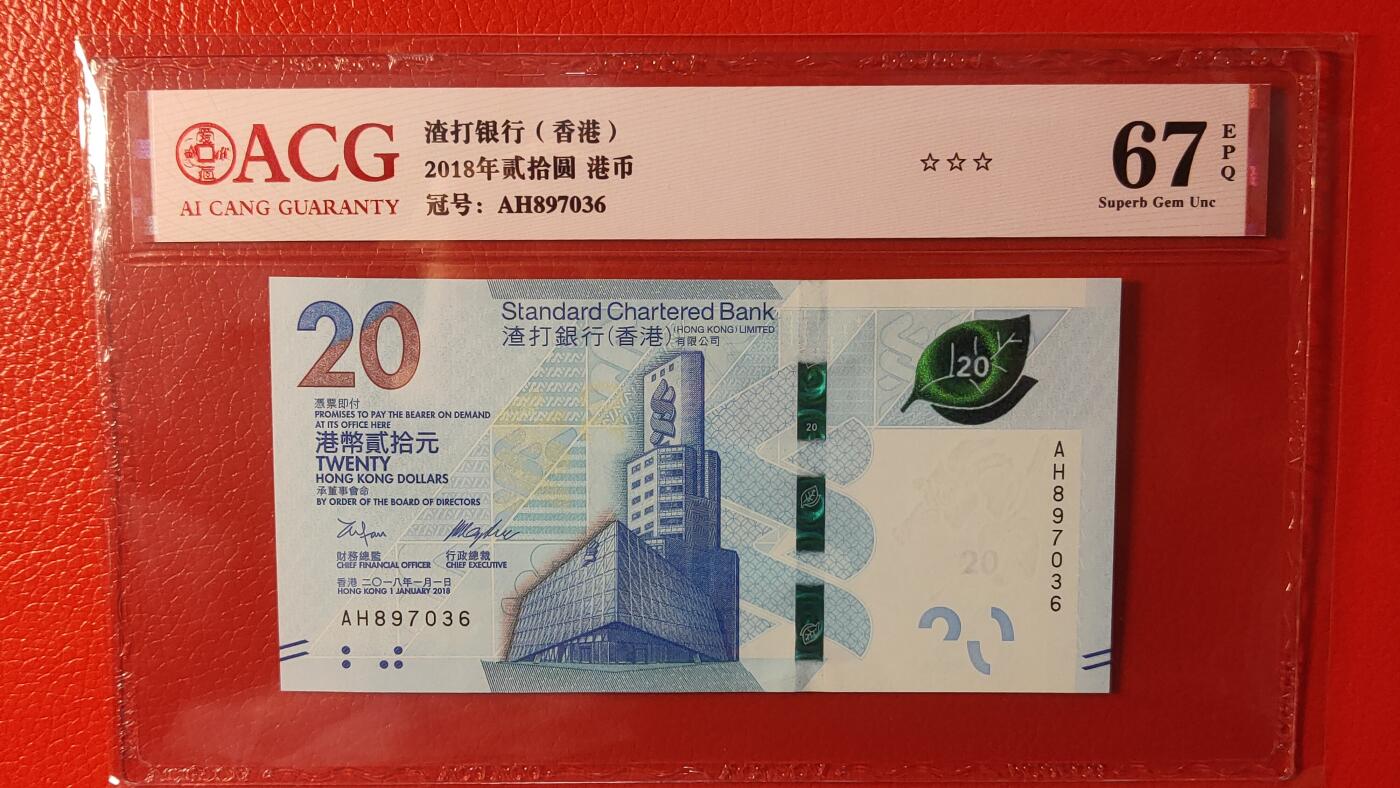 ACG
AI CANG GUARANTY
渣打银行（香港）
2018年贰拾圆 港币
冠号：AH897036
☆☆☆
67
EPQ
Superb Gem Unc
20
Standard Chartered Bank
渣打銀行(香港)
(HONG KONG) LIMITED
有限公司
憑票即付
PROMISES TO PAY THE BEARER ON DEMAND
AT ITS OFFICE HERE
港幣貳拾元
TWENTY
HONG KONG DOLLARS
承董事會命
BY ORDER OF THE BOARD OF DIRECTORS
財務總監
CHIEF FINANCIAL OFFICER
行政總裁
CHIEF EXECUTIVE
香港 二〇一八年一月一日
HONG KONG 1 JANUARY 2018
AH897036
20
20
AH897036
20